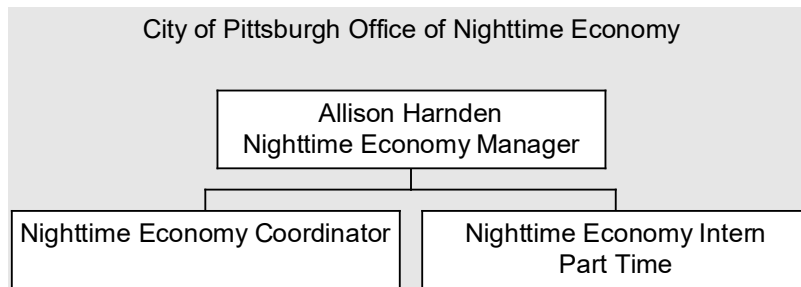 City of Pittsburgh Office of Nighttime Economy
Allison Harnden
Nighttime Economy Manager
Nighttime Economy Coordinator
Nighttime Economy Intern
Part Time